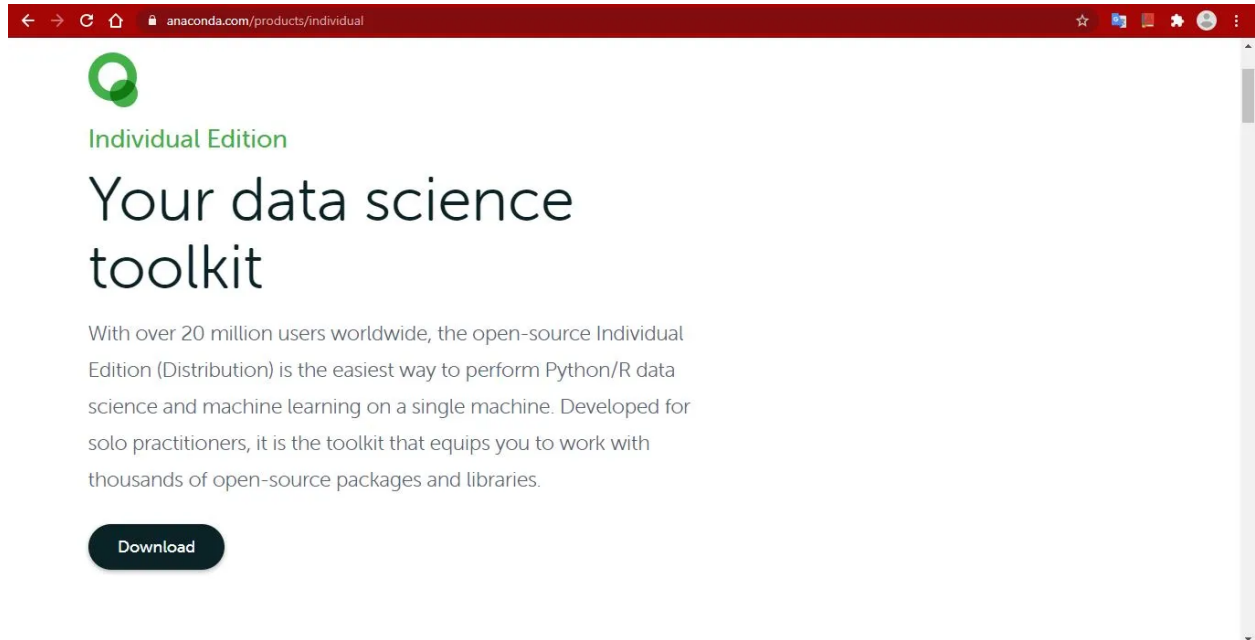 anaconda.com/products/individual
Individual Edition
Your data science
toolkit
With over 20 million users worldwide, the open-source Individual
Edition (Distribution) is the easiest way to perform Python/R data
science and machine learning on a single machine. Developed for
solo practitioners, it is the toolkit that equips you to work with
thousands of open-source packages and libraries.
Download